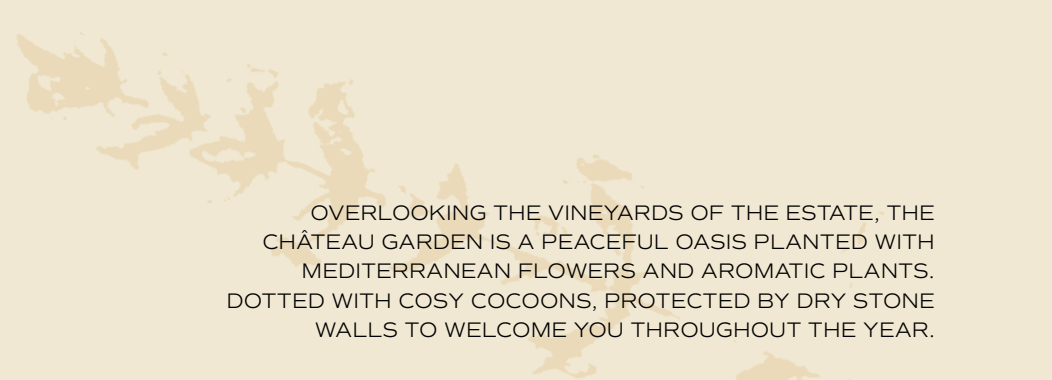 OVERLOOKING THE VINEYARDS OF THE ESTATE, THE
CHÂTEAU GARDEN IS A PEACEFUL OASIS PLANTED WITH
MEDITERRANEAN FLOWERS AND AROMATIC PLANTS.
DOTTED WITH COSY COCOONS, PROTECTED BY DRY STONE
WALLS TO WELCOME YOU THROUGHOUT THE YEAR.